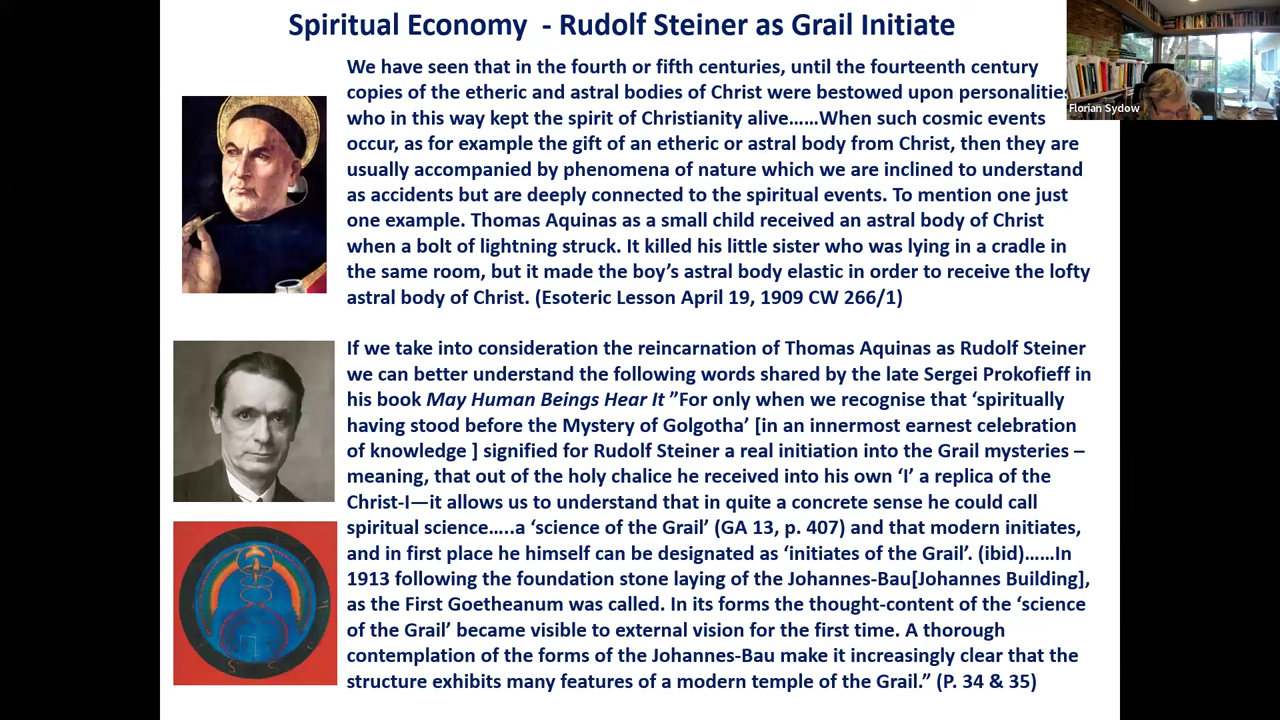 Spiritual Economy  - Rudolf Steiner as Grail Initiate
We have seen that in the fourth or fifth centuries, until the fourteenth century
copies of the etheric and astral bodies of Christ were bestowed upon personalities
who in this way kept the spirit of Christianity alive……When such cosmic events
occur, as for example the gift of an etheric or astral body from Christ, then they are
usually accompanied by phenomena of nature which we are inclined to understand
as accidents but are deeply connected to the spiritual events. To mention one just
one example. Thomas Aquinas as a small child received an astral body of Christ
when a bolt of lightning struck. It killed his little sister who was lying in a cradle in
the same room, but it made the boy’s astral body elastic in order to receive the lofty
astral body of Christ. (Esoteric Lesson April 19, 1909 CW 266/1)
If we take into consideration the reincarnation of Thomas Aquinas as Rudolf Steiner
we can better understand the following words shared by the late Sergei Prokofieff in
his book May Human Beings Hear It ”For only when we recognise that ‘spiritually
having stood before the Mystery of Golgotha’ [in an innermost earnest celebration
of knowledge ] signified for Rudolf Steiner a real initiation into the Grail mysteries –
meaning, that out of the holy chalice he received into his own ‘I’ a replica of the
Christ-I—it allows us to understand that in quite a concrete sense he could call
spiritual science…..a ‘science of the Grail’ (GA 13, p. 407) and that modern initiates,
and in first place he himself can be designated as ‘initiates of the Grail’. (ibid)……In
1913 following the foundation stone laying of the Johannes-Bau[Johannes Building],
as the First Goetheanum was called. In its forms the thought-content of the ‘science
of the Grail’ became visible to external vision for the first time. A thorough
contemplation of the forms of the Johannes-Bau make it increasingly clear that the
structure exhibits many features of a modern temple of the Grail.” (P. 34 & 35)
Florian Sydow